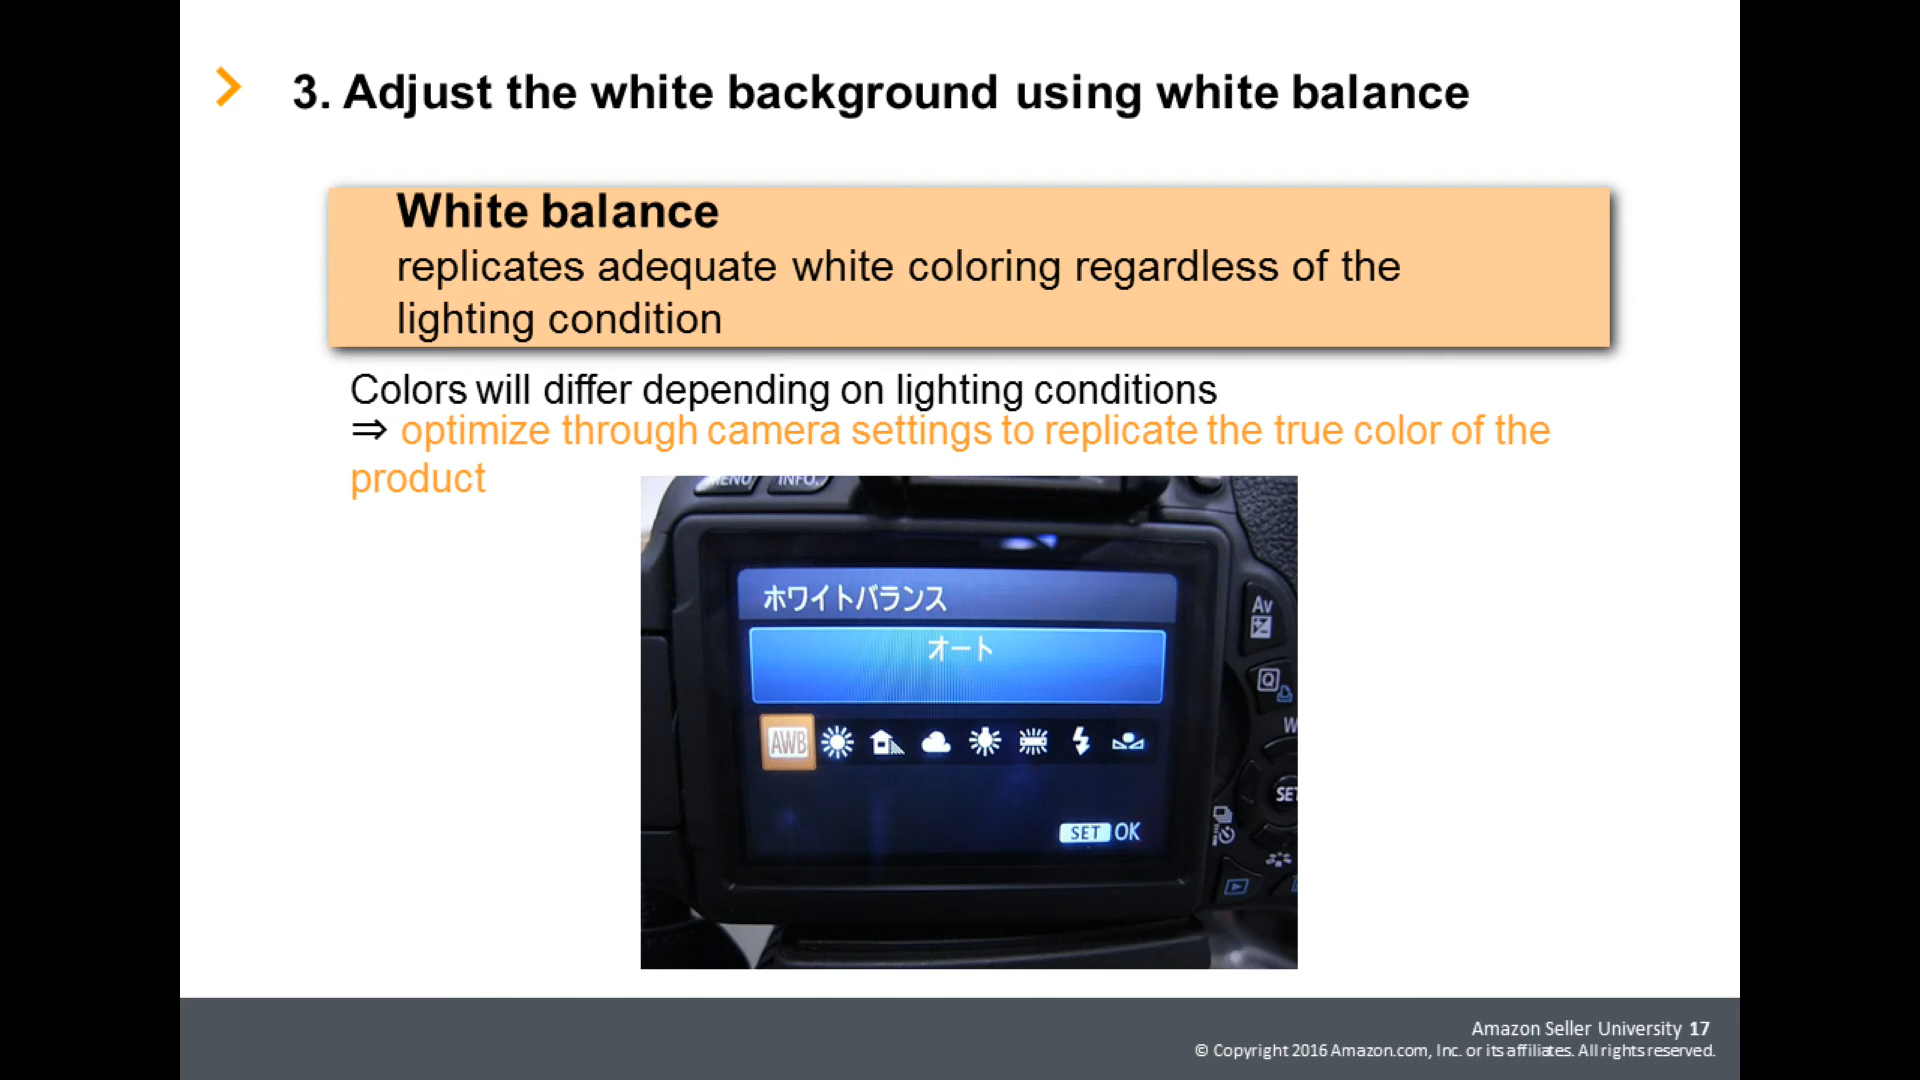 3. Adjust the white background using white balance
White balance
replicates adequate white coloring regardless of the
lighting condition
Colors will differ depending on lighting conditions
⇒ optimize through camera settings to replicate the true color of the
product
MENU INFO.
ホワイトバランス
オート
AWB
SET OK
Av
Q
W
SET
Amazon Seller University 17
© Copyright 2016 Amazon.com, Inc. or its affiliates. All rights reserved.